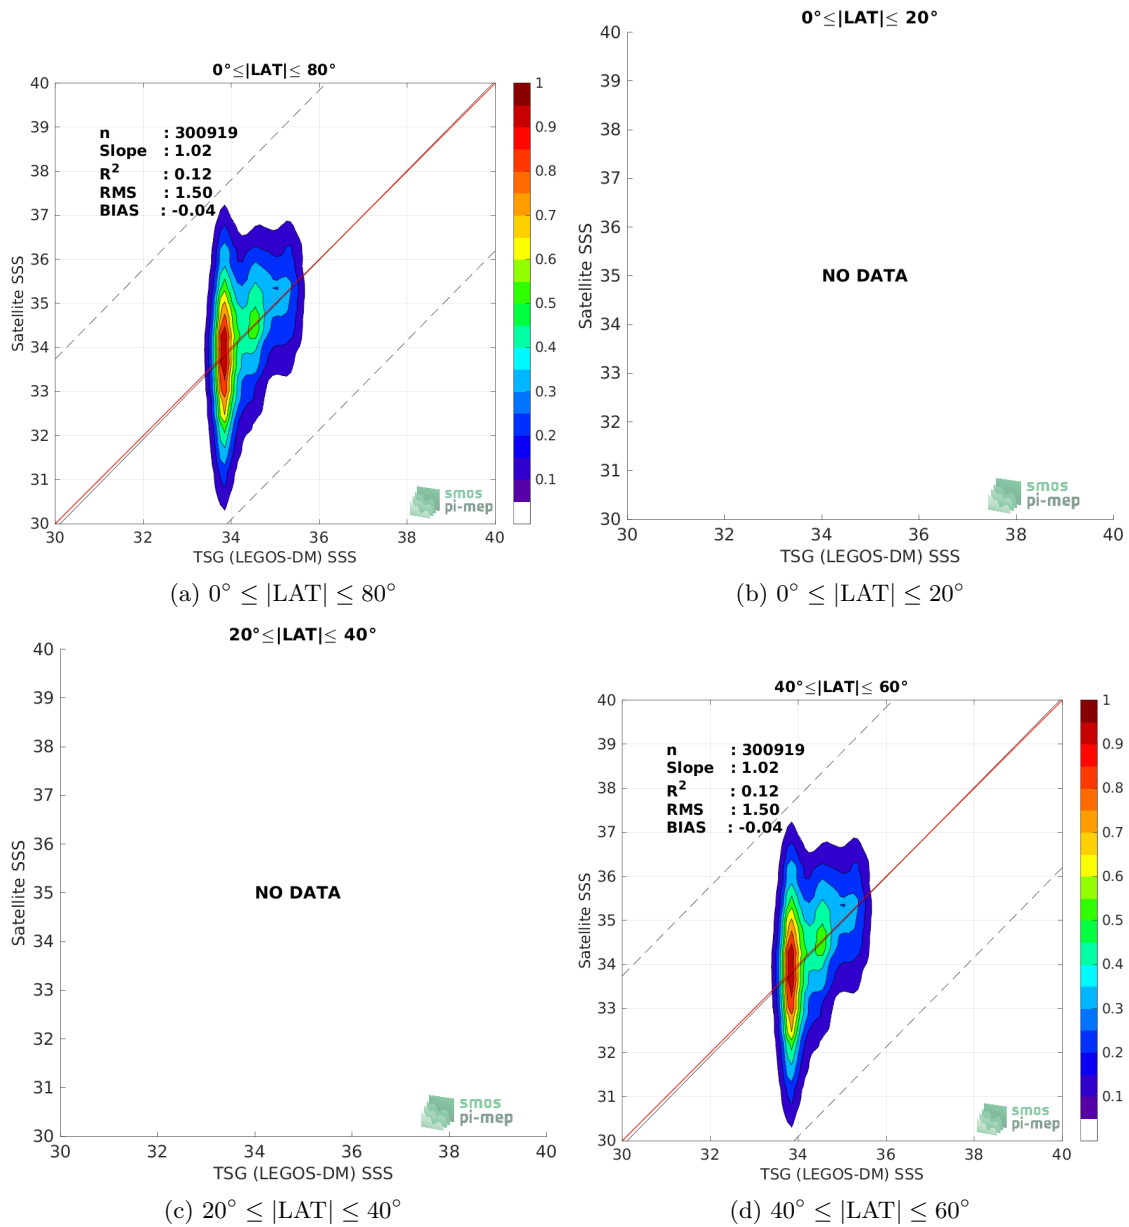 0°≤|LAT|≤ 80°
40
39
38
37
36
35
34
33
32
31
30
Satellite SSS
n : 300919
Slope : 1.02
R² : 0.12
RMS : 1.50
BIAS : -0.04
smos
pi-mep
30 32 34 36 38 40
TSG (LEGOS-DM) SSS
1
0.9
0.8
0.7
0.6
0.5
0.4
0.3
0.2
0.1
(a) 0° ≤ |LAT| ≤ 80°
0°≤|LAT|≤ 20°
40
39
38
37
36
35
34
33
32
31
30
Satellite SSS
NO DATA
smos
pi-mep
30 32 34 36 38 40
TSG (LEGOS-DM) SSS
(b) 0° ≤ |LAT| ≤ 20°
20°≤|LAT|≤ 40°
40
39
38
37
36
35
34
33
32
31
30
Satellite SSS
NO DATA
smos
pi-mep
30 32 34 36 38 40
TSG (LEGOS-DM) SSS
(c) 20° ≤ |LAT| ≤ 40°
40°≤|LAT|≤ 60°
40
39
38
37
36
35
34
33
32
31
30
Satellite SSS
n : 300919
Slope : 1.02
R² : 0.12
RMS : 1.50
BIAS : -0.04
smos
pi-mep
30 32 34 36 38 40
TSG (LEGOS-DM) SSS
1
0.9
0.8
0.7
0.6
0.5
0.4
0.3
0.2
0.1
(d) 40° ≤ |LAT| ≤ 60°